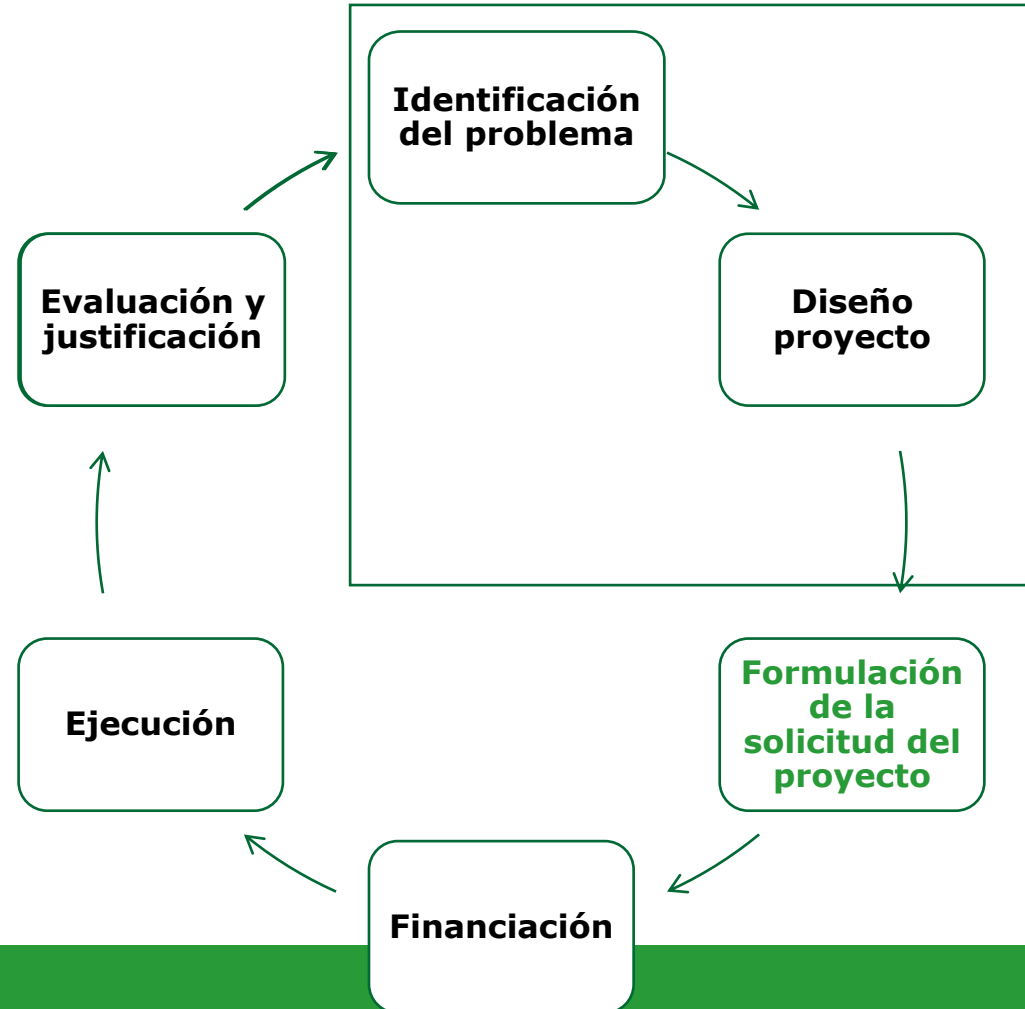 Identificación
del problema
Diseño
proyecto
Formulación
de la
solicitud del
proyecto
Financiación
Ejecución
Evaluación y
justificación